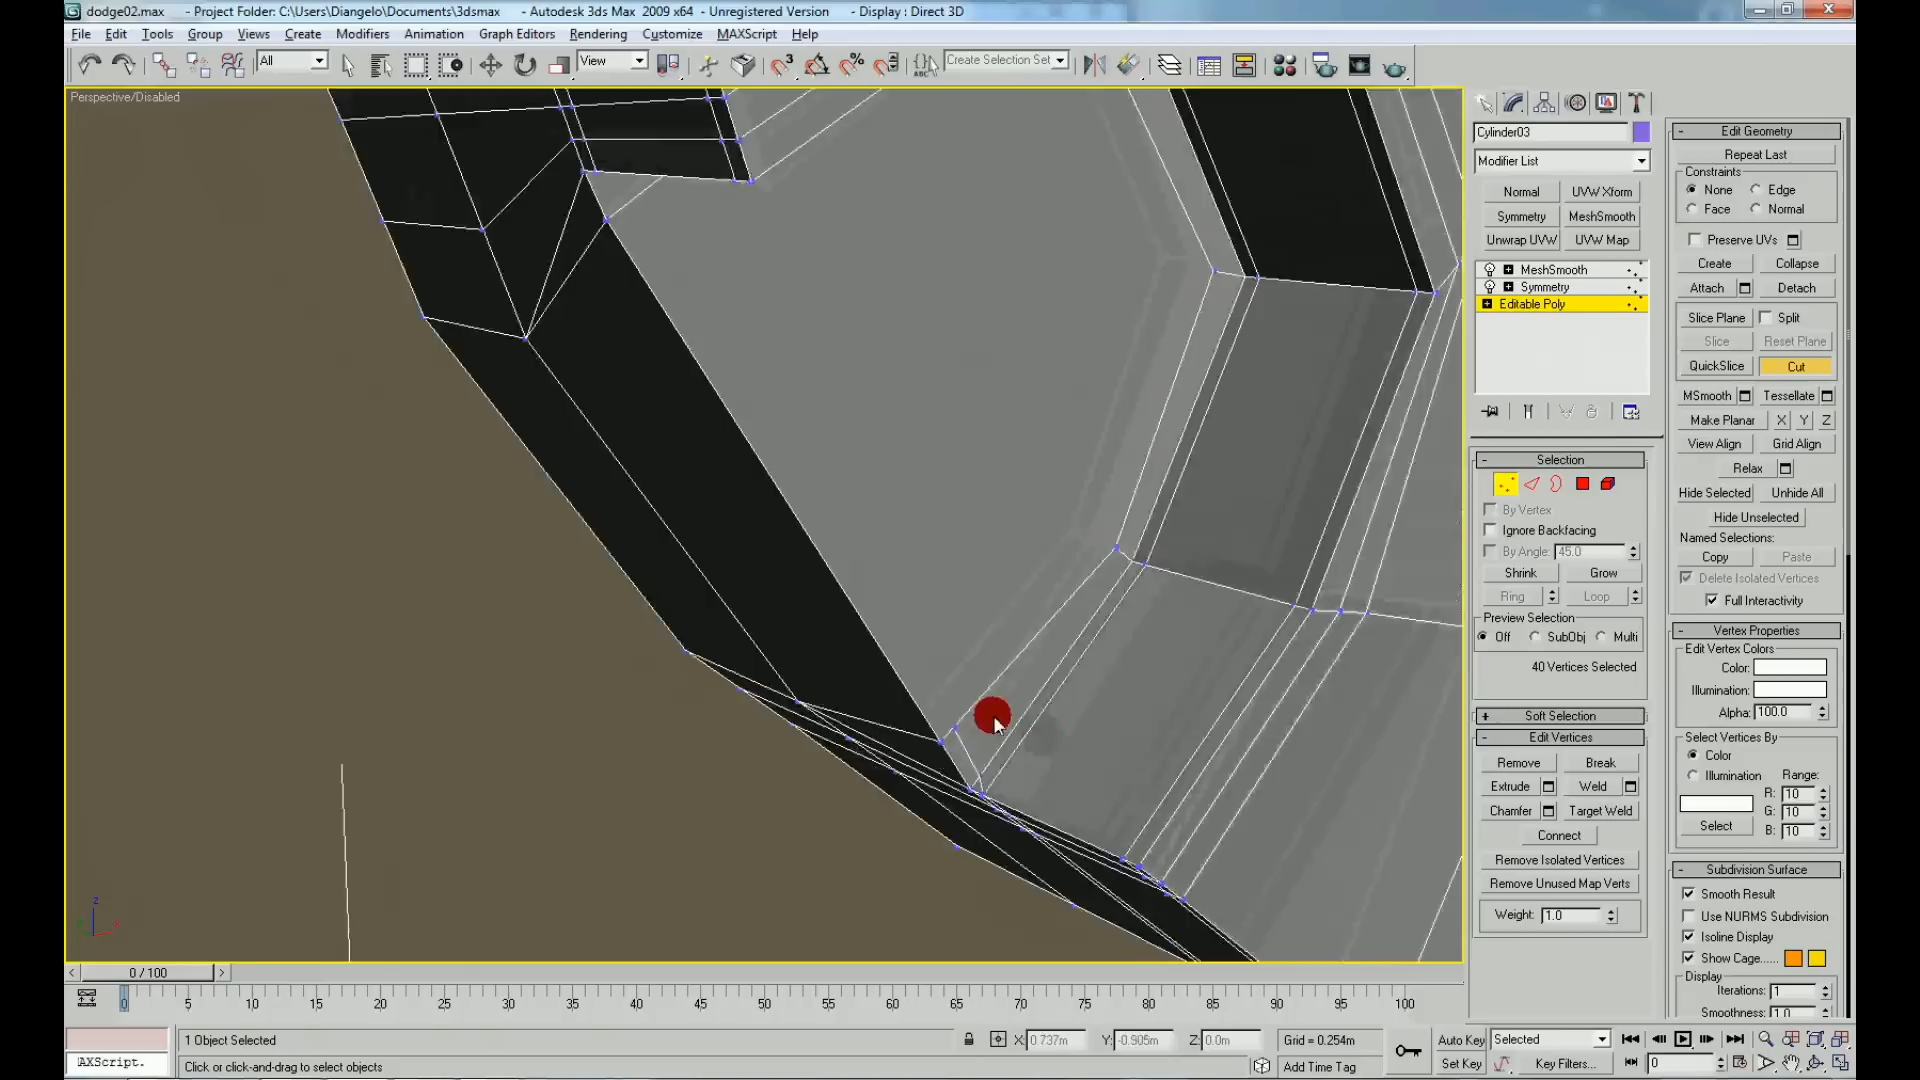 dodge02.max - Project Folder: C:\Users\Diangelo\Documents\3dsmax - Autodesk 3ds Max 2009 x64 - Unregistered Version - Display : Direct 3D
File Edit Tools Group Views Create Modifiers Animation Graph Editors Rendering Customize MAXScript Help
All View Create Selection Set
Perspective/Disabled
Cylinder03
Modifier List
Normal UVW Xform
Symmetry MeshSmooth
Unwrap UVW UVW Map
MeshSmooth
Symmetry
Editable Poly
Selection
By Vertex
Ignore Backfacing
By Angle: 45.0
Shrink Grow
Ring Loop
Preview Selection
Off SubObj Multi
40 Vertices Selected
Soft Selection
Edit Vertices
Remove Break
Extrude Weld
Chamfer Target Weld
Connect
Remove Isolated Vertices
Remove Unused Map Verts
Weight: 1.0
Edit Geometry
Repeat Last
Constraints
None Edge
Face Normal
Preserve UVs
Create Collapse
Attach Detach
Slice Plane Split
Slice Reset Plane
QuickSlice Cut
MSmooth Tessellate
Make Planar X Y Z
View Align Grid Align
Relax
Hide Selected Unhide All
Hide Unselected
Named Selections:
Copy Paste
Delete Isolated Vertices
Full Interactivity
Vertex Properties
Edit Vertex Colors
Color:
Illumination:
Alpha: 100.0
Select Vertices By
Color
Illumination Range:
R: 10
G: 10
Select B: 10
Subdivision Surface
Smooth Result
Use NURMS Subdivision
Isoline Display
Show Cage......
Display
Iterations: 1
Smoothness: 1.0
z
x
< 0 / 100 >
0 5 10 15 20 25 30 35 40 45 50 55 60 65 70 75 80 85 90 95 100
1 Object Selected X: 0.737m Y: -0.905m Z: 0.0m Grid = 0.254m Auto Key Selected
AXScript. Click or click-and-drag to select objects Add Time Tag Set Key Key Filters... 0